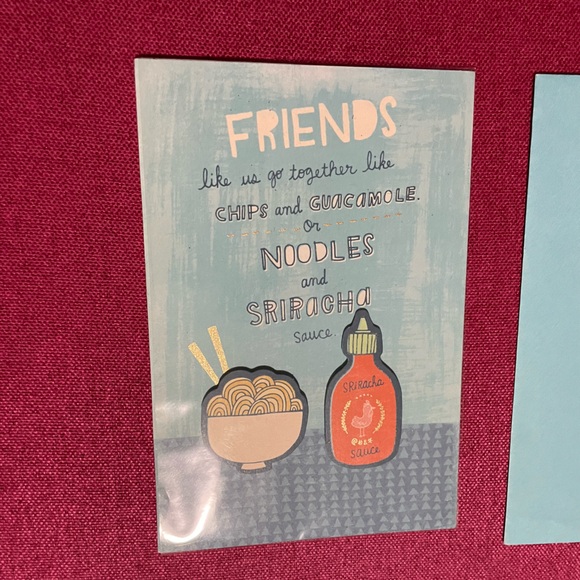 FRIENDS
like us go together like
CHIPS and GUACAMOLE.
Or
NOODLES
and
SRIRACHA
sauce.
SRIRacha
sauce